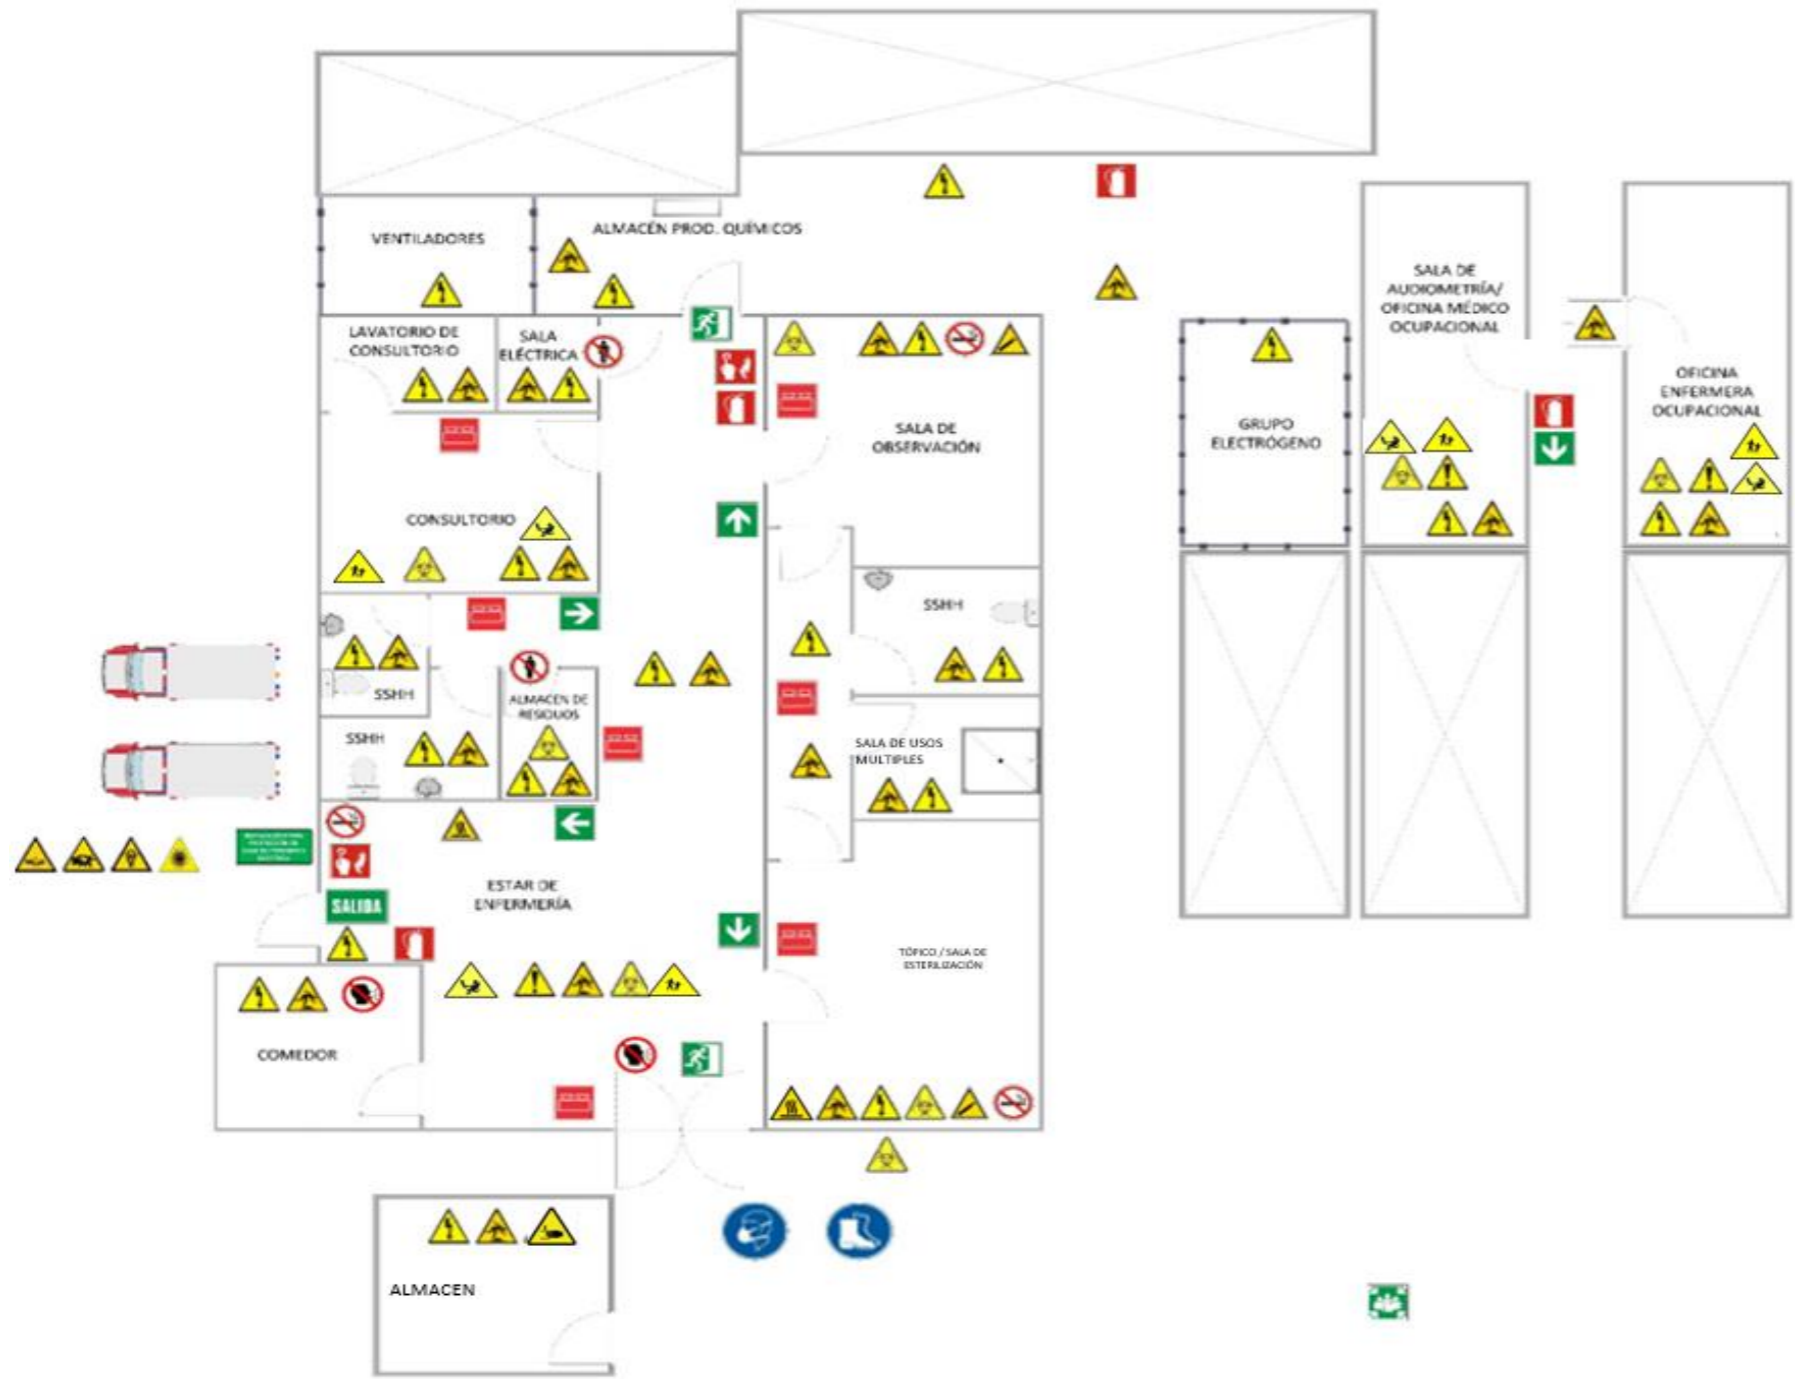 VENTILADORES
ALMACÉN PROD. QUÍMICOS
LAVATORIO DE
CONSULTORIO
SALA
ELÉCTRICA
SALA DE
OBSERVACIÓN
GRUPO
ELECTRÓGENO
SALA DE
AUDIOMETRÍA/
OFICINA MÉDICO
OCUPACIONAL
OFICINA
ENFERMERA
OCUPACIONAL
CONSULTORIO
SSHH
SSHH
ALMACEN DE
RESIDUOS
SSHH
SALA DE USOS
MULTIPLES
ESTAR DE
ENFERMERÍA
SALIDA
TÓPICO / SALA DE
ESTERILIZACIÓN
COMEDOR
ALMACEN